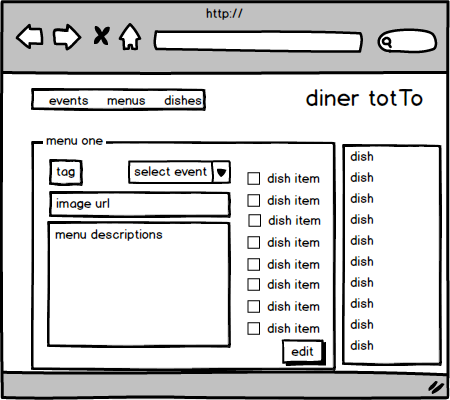 http://
events menus dishes
diner totTo
menu one
tag
select event
image url
menu descriptions
dish item
dish item
dish item
dish item
dish item
dish item
dish item
dish item
edit
dish
dish
dish
dish
dish
dish
dish
dish
dish
dish